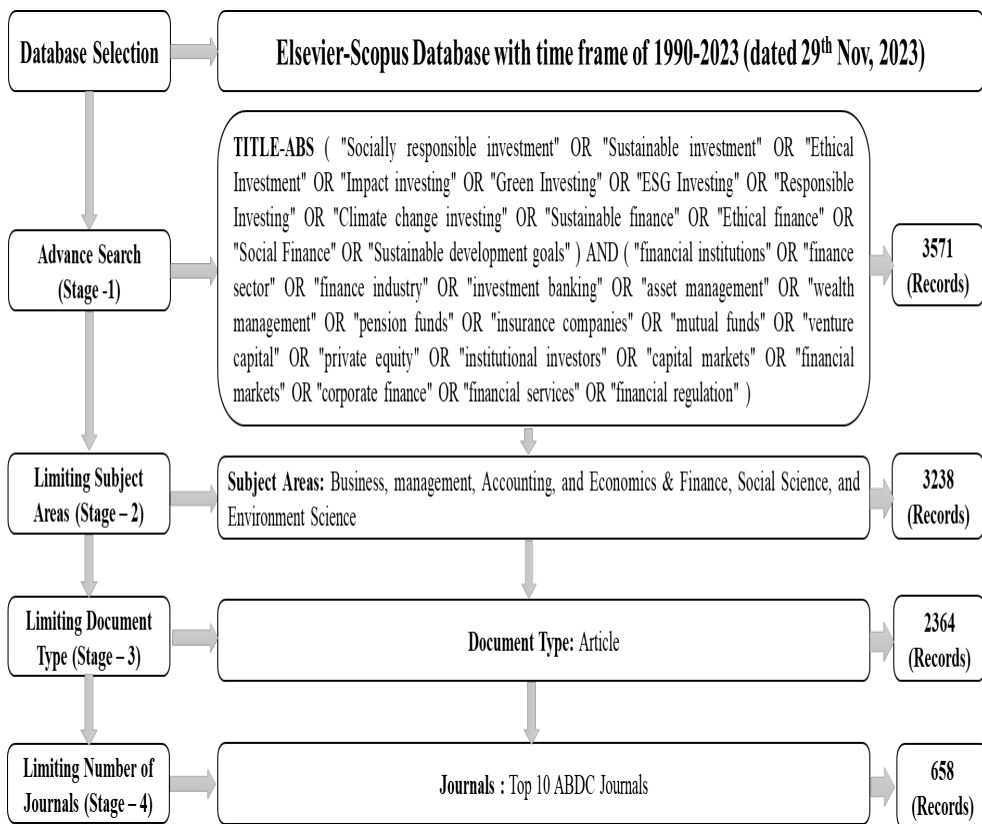 Database Selection
Elsevier-Scopus Database with time frame of 1990-2023 (dated 29th Nov, 2023)
Advance Search
(Stage -1)
TITLE-ABS ( "Socially responsible investment" OR "Sustainable investment" OR "Ethical
Investment" OR "Impact investing" OR "Green Investing" OR "ESG Investing" OR "Responsible
Investing" OR "Climate change investing" OR "Sustainable finance" OR "Ethical finance" OR
"Social Finance" OR "Sustainable development goals" ) AND ( "financial institutions" OR "finance
sector" OR "finance industry" OR "investment banking" OR "asset management" OR "wealth
management" OR "pension funds" OR "insurance companies" OR "mutual funds" OR "venture
capital" OR "private equity" OR "institutional investors" OR "capital markets" OR "financial
markets" OR "corporate finance" OR "financial services" OR "financial regulation" )
3571
(Records)
Limiting Subject
Areas (Stage – 2)
Subject Areas: Business, management, Accounting, and Economics & Finance, Social Science, and
Environment Science
3238
(Records)
Limiting Document
Type (Stage – 3)
Document Type: Article
2364
(Records)
Limiting Number of
Journals (Stage – 4)
Journals : Top 10 ABDC Journals
658
(Records)